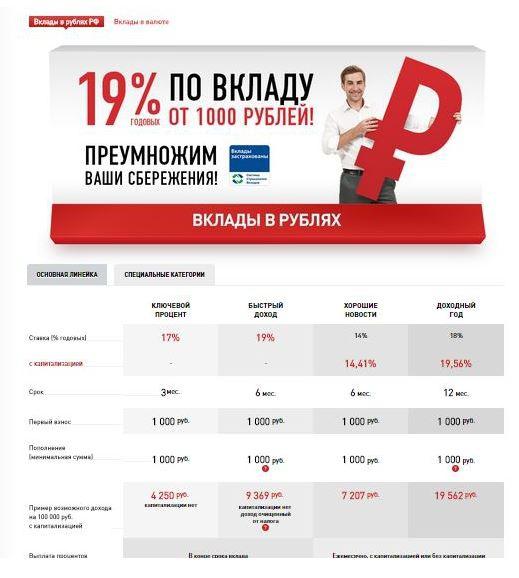 Вклады в рублях РФ
Вклады в валюте
19% ПО ВКЛАДУ
ГОДОВЫХ ОТ 1000 РУБЛЕЙ!
ПРЕУМНОЖИМ
ВАШИ СБЕРЕЖЕНИЯ!
Вклады
застрахованы
ВКЛАДЫ В РУБЛЯХ
ОСНОВНАЯ ЛИНЕЙКА СПЕЦИАЛЬНЫЕ КАТЕГОРИИ
КЛЮЧЕВОЙ ПРОЦЕНТ БЫСТРЫЙ ДОХОД ХОРОШИЕ НОВОСТИ ДОХОДНЫЙ ГОД
Ставка (% годовых) 17% 19% 14% 18%
с капитализацией - - 14,41% 19,56%
Срок 3 мес. 6 мес. 6 мес. 12 мес.
Первый взнос 1 000 руб. 1 000 руб. 1 000 руб. 1 000 руб.
Пополнение
(минимальная сумма) 1 000 руб. 1 000 руб. 1 000 руб. 1 000 руб.
? ?
Пример возможного дохода
на 100 000 руб.
с капитализацией
4 250 руб. 9 369 руб. 7 207 руб. 19 562 руб.
капитализации нет
капитализации нет
доход очищенный
от налога
?
Выплата процентов В конце срока вклада Ежемесячно, с капитализацией или без капитализации